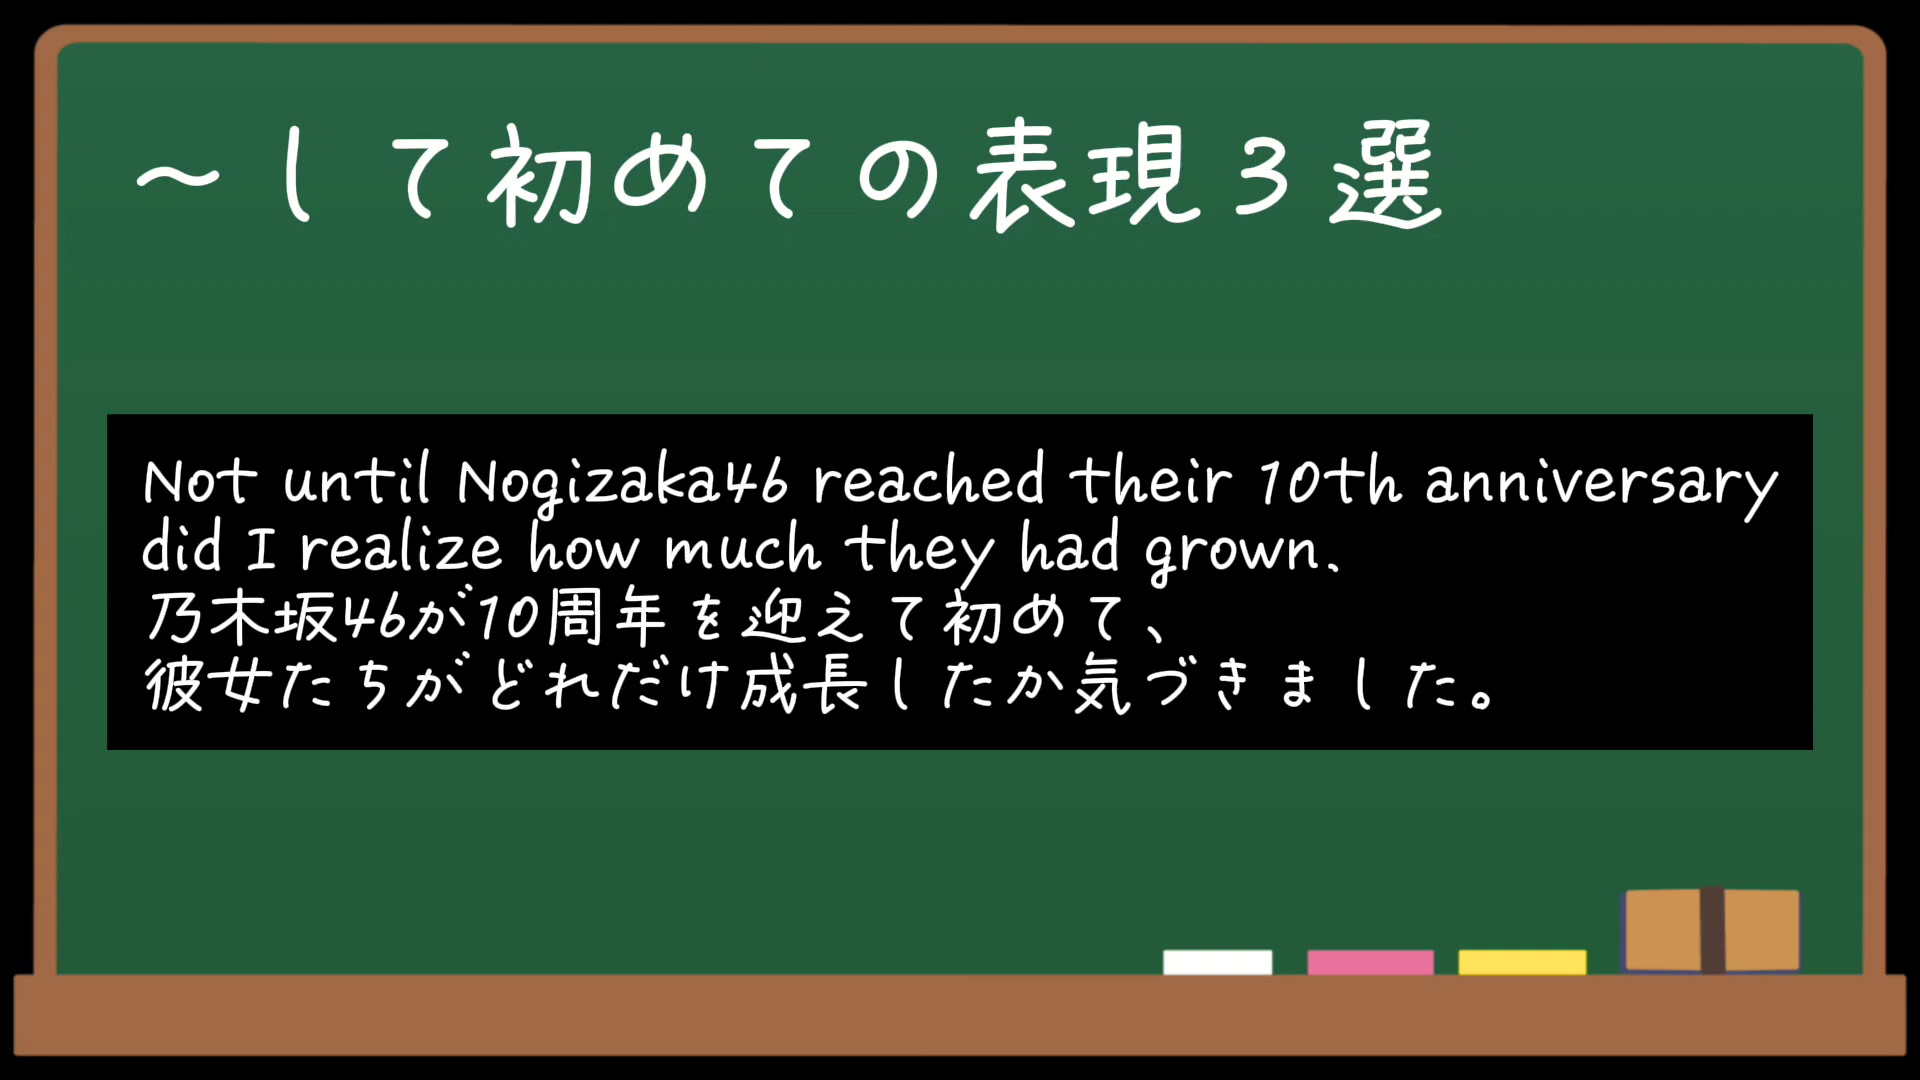 ～して初めての表現３選
Not until Nogizaka46 reached their 10th anniversary
did I realize how much they had grown.
乃木坂46が10周年を迎えて初めて、
彼女たちがどれだけ成長したか気づきました。